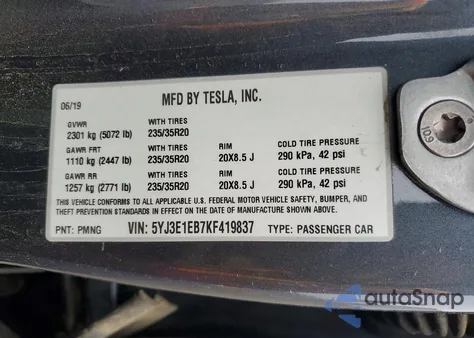 06/19 MFD BY TESLA, INC.
GVWR WITH TIRES
2301 kg (5072 lb) 235/35R20
GAWR FRT WITH TIRES RIM COLD TIRE PRESSURE
1110 kg (2447 lb) 235/35R20 20X8.5 J 290 kPa, 42 psi
GAWR RR WITH TIRES RIM COLD TIRE PRESSURE
1257 kg (2771 lb) 235/35R20 20X8.5 J 290 kPa, 42 psi
THIS VEHICLE CONFORMS TO ALL APPLICABLE U.S. FEDERAL MOTOR VEHICLE SAFETY, BUMPER, AND
THEFT PREVENTION STANDARDS IN EFFECT ON THE DATE OF MANUFACTURE SHOWN ABOVE.
PNT: PMNG VIN: 5YJ3E1EB7KF419837 TYPE: PASSENGER CAR
autoSnap